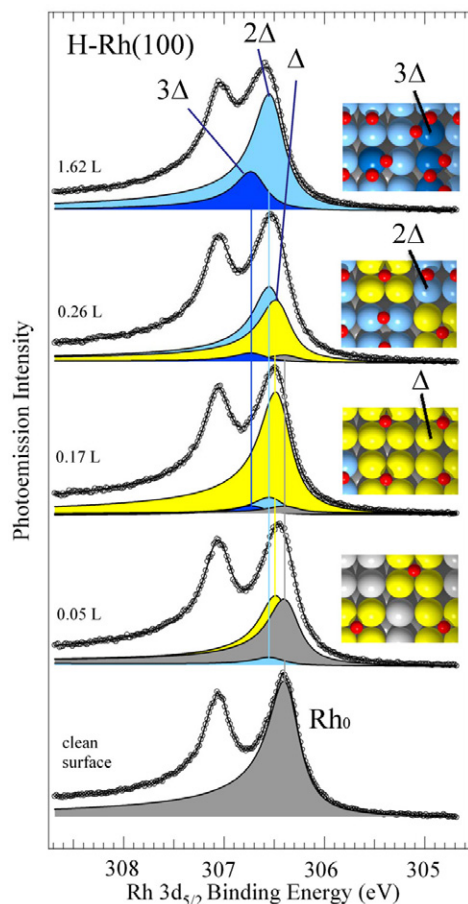 H-Rh(100)
2Δ
Δ
3Δ
3Δ
1.62 L
2Δ
0.26 L
Δ
0.17 L
0.05 L
Rh0
clean
surface
308 307 306 305
Rh 3d5/2 Binding Energy (eV)
Photoemission Intensity